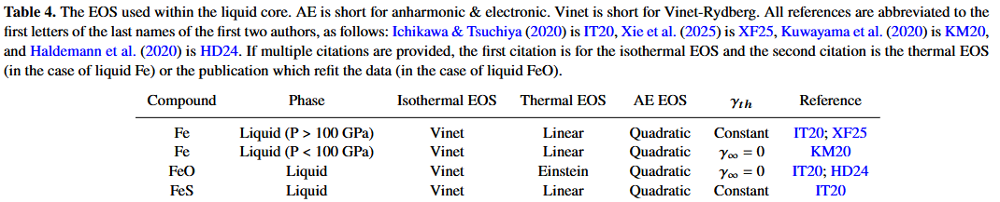 Table 4. The EOS used within the liquid core. AE is short for anharmonic & electronic. Vinet is short for Vinet-Rydberg. All references are abbreviated to the
first letters of the last names of the first two authors, as follows: Ichikawa & Tsuchiya (2020) is IT20, Xie et al. (2025) is XF25, Kuwayama et al. (2020) is KM20,
and Haldemann et al. (2020) is HD24. If multiple citations are provided, the first citation is for the isothermal EOS and the second citation is the thermal EOS
(in the case of liquid Fe) or the publication which refit the data (in the case of liquid FeO).
Compound Phase Isothermal EOS Thermal EOS AE EOS γth Reference
Fe Liquid (P > 100 GPa) Vinet Linear Quadratic Constant IT20; XF25
Fe Liquid (P < 100 GPa) Vinet Linear Quadratic γ∞ = 0 KM20
FeO Liquid Vinet Einstein Quadratic γ∞ = 0 IT20; HD24
FeS Liquid Vinet Linear Quadratic Constant IT20